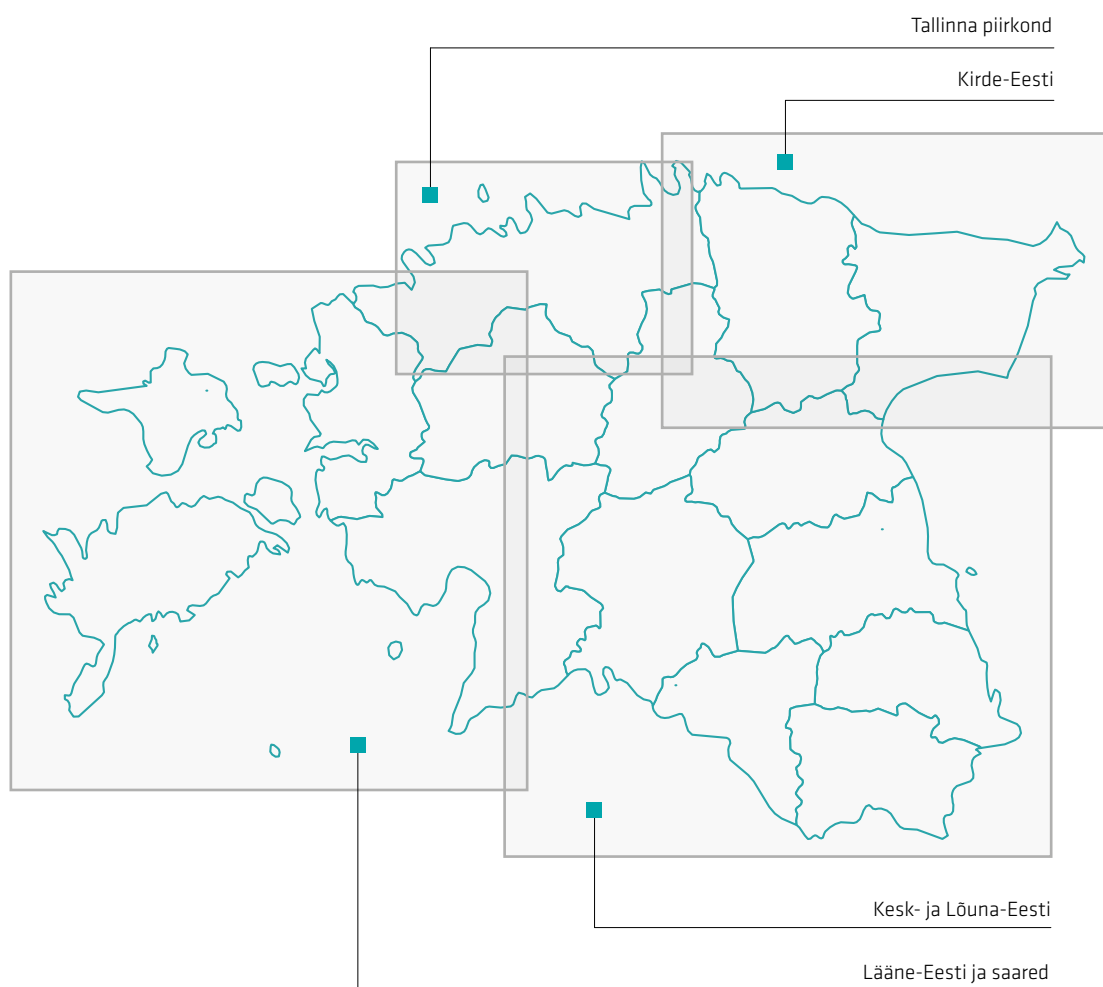 Tallinna piirkond
Kirde-Eesti
Kesk- ja Lõuna-Eesti
Lääne-Eesti ja saared